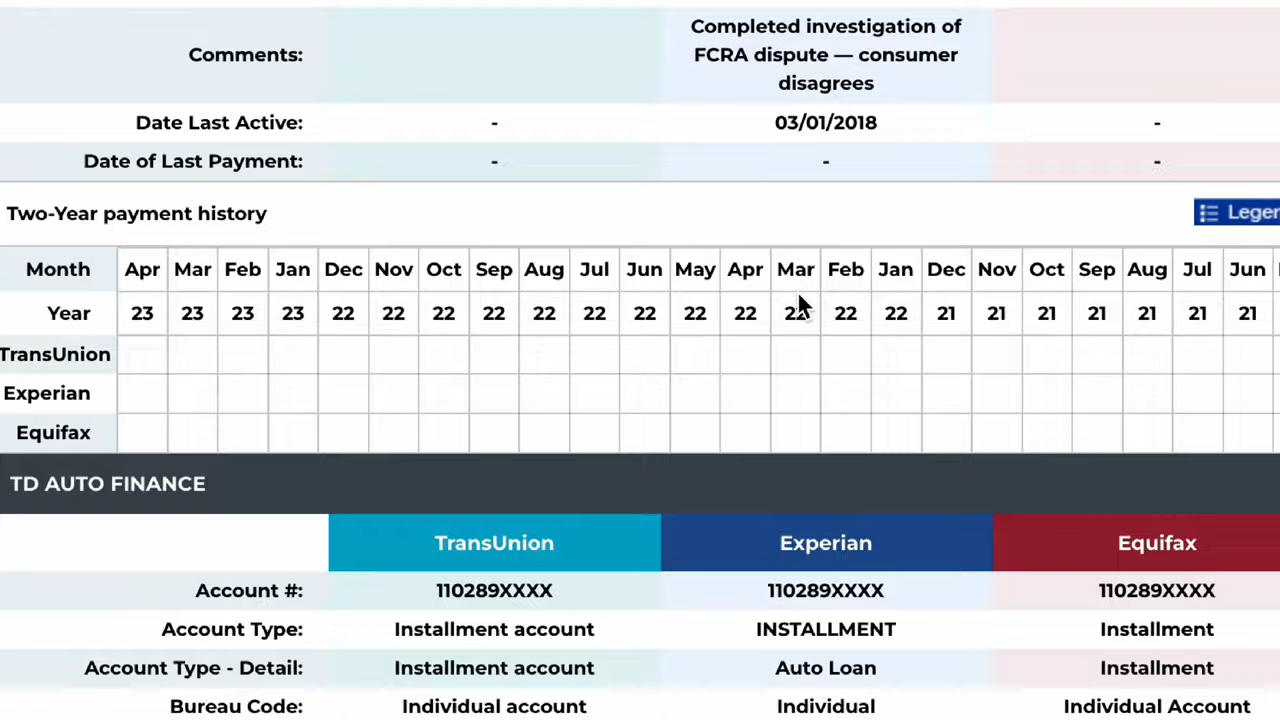 Comments: Completed investigation of
FCRA dispute — consumer
disagrees
Date Last Active: - 03/01/2018 -
Date of Last Payment: - - -
Two-Year payment history
Month Apr Mar Feb Jan Dec Nov Oct Sep Aug Jul Jun May Apr Mar Feb Jan Dec Nov Oct Sep Aug Jul Jun
Year 23 23 23 23 22 22 22 22 22 22 22 22 22 22 22 22 21 21 21 21 21 21 21
TransUnion
Experian
Equifax
TD AUTO FINANCE
TransUnion Experian Equifax
Account #: 110289XXXX 110289XXXX 110289XXXX
Account Type: Installment account INSTALLMENT Installment
Account Type - Detail: Installment account Auto Loan Installment
Bureau Code: Individual account Individual Individual Account